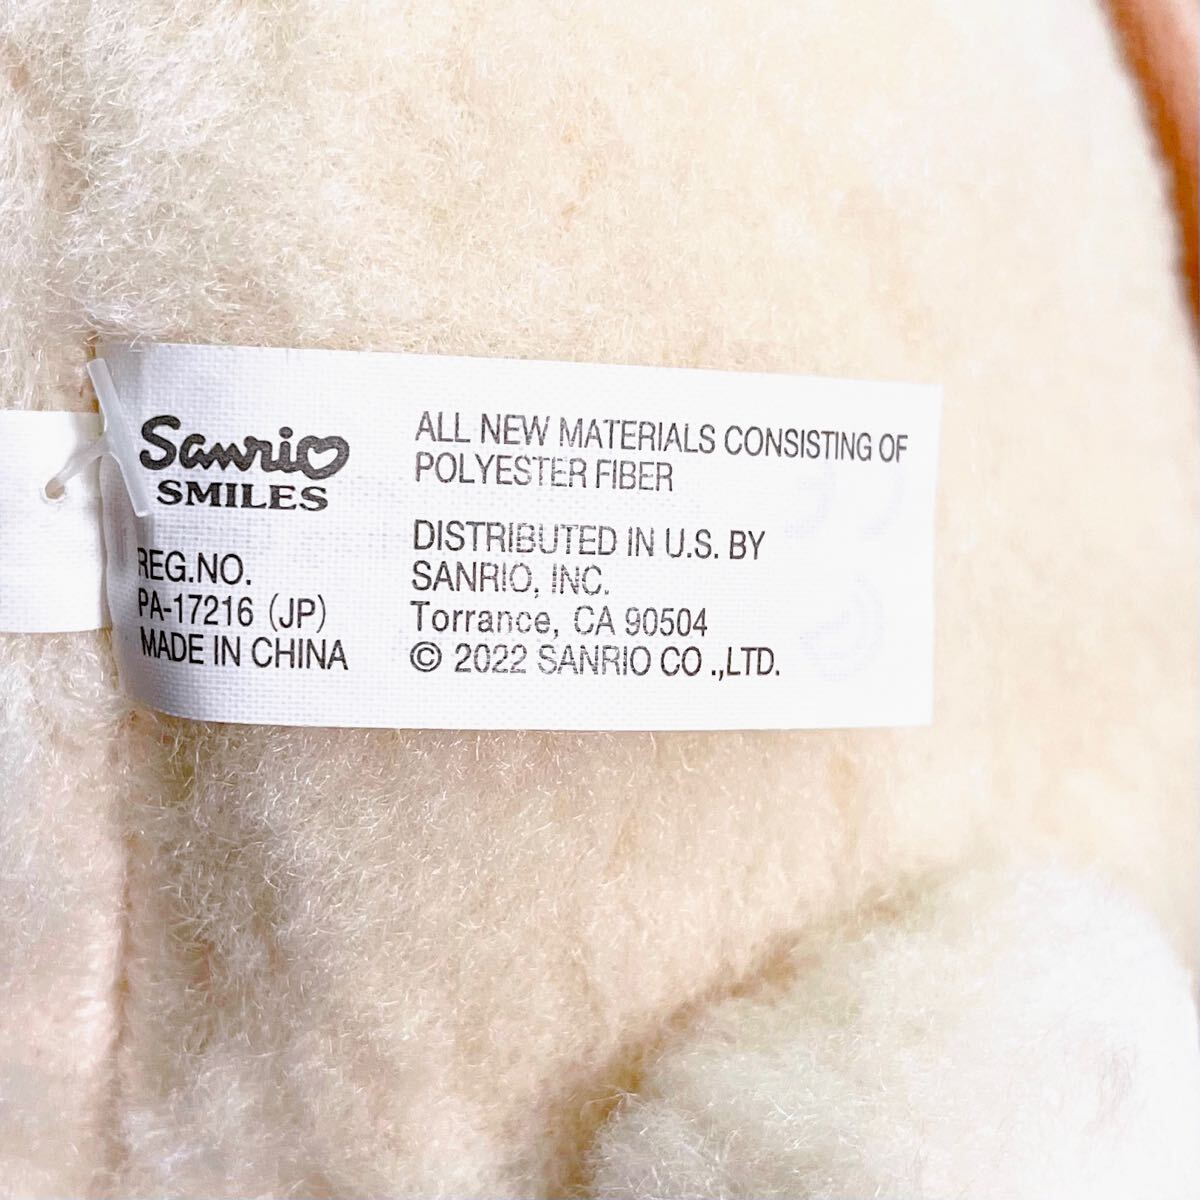 Sanrio
SMILES
REG.NO.
PA-17216 (JP)
MADE IN CHINA
ALL NEW MATERIALS CONSISTING OF
POLYESTER FIBER
DISTRIBUTED IN U.S. BY
SANRIO, INC.
Torrance, CA 90504
© 2022 SANRIO CO .,LTD.